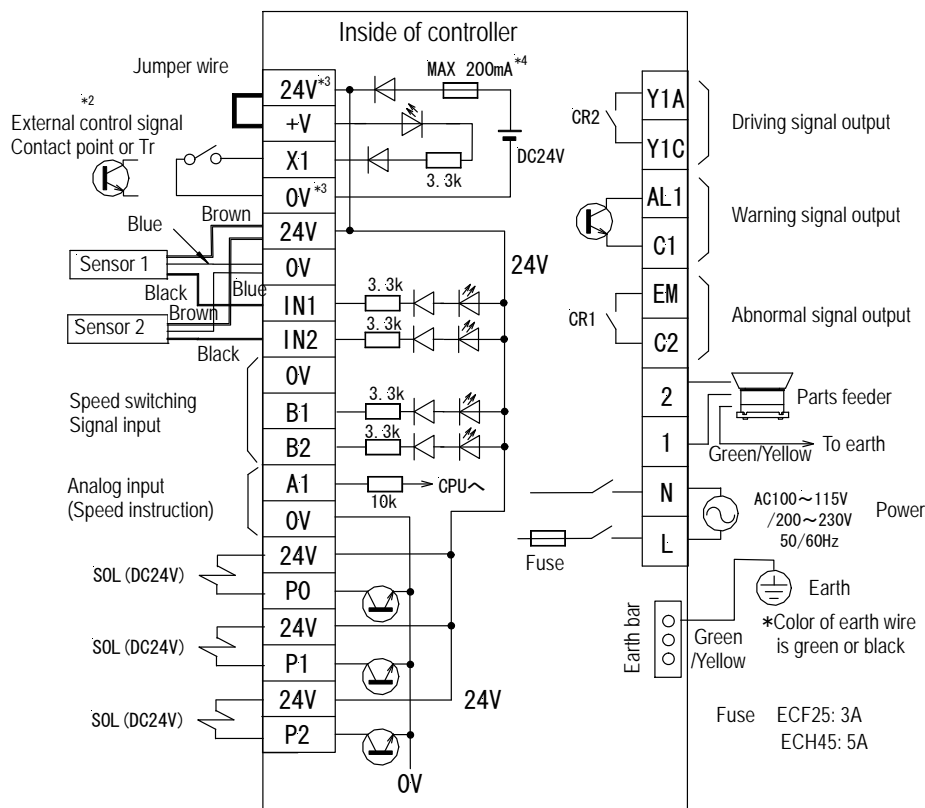 Inside of controller
Jumper wire
*2
External control signal
Contact point or Tr
24V*3
+V
X1
0V*3
24V
0V
IN1
IN2
0V
B1
B2
A1
0V
24V
P0
24V
P1
24V
P2
MAX 200mA*4
DC24V
3.3k
Brown
Blue
Sensor 1
Black
Blue
Brown
Sensor 2
Black
24V
3.3k
3.3k
Speed switching
Signal input
3.3k
3.3k
Analog input
(Speed instruction)
10k
CPUへ
SOL(DC24V)
SOL(DC24V)
SOL(DC24V)
24V
0V
Y1A
Y1C
AL1
C1
EM
C2
2
1
N
L
CR2
Driving signal output
Warning signal output
CR1
Abnormal signal output
Parts feeder
Green/Yellow
To earth
AC100〜115V
/200〜230V
50/60Hz
Power
Fuse
Earth bar
Green
/Yellow
Earth
*Color of earth wire
is green or black
Fuse ECF25: 3A
ECH45: 5A